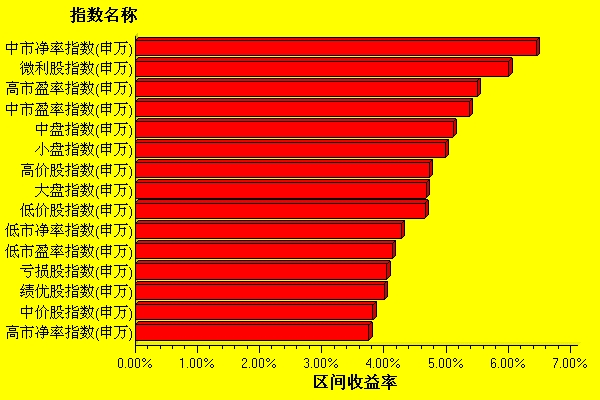 指数名称
中市净率指数(申万)
微利股指数(申万)
高市盈率指数(申万)
中市盈率指数(申万)
中盘指数(申万)
小盘指数(申万)
高价股指数(申万)
大盘指数(申万)
低价股指数(申万)
低市净率指数(申万)
低市盈率指数(申万)
亏损股指数(申万)
绩优股指数(申万)
中价股指数(申万)
高市净率指数(申万)
0.00% 1.00% 2.00% 3.00% 4.00% 5.00% 6.00% 7.00%
区间收益率